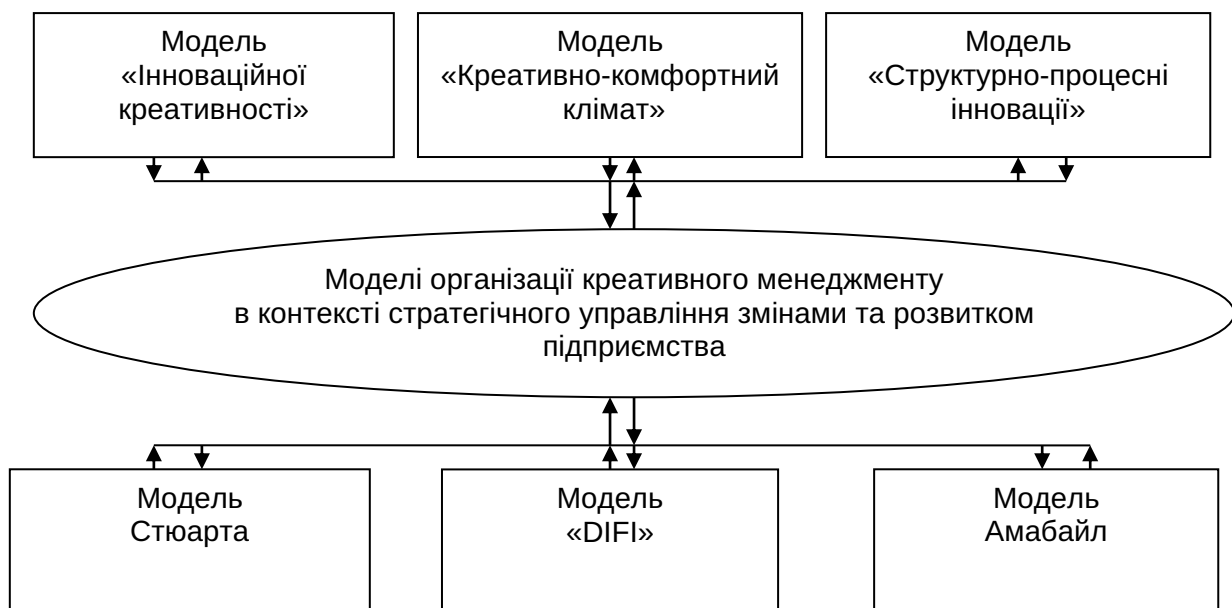 Модель
«Інноваційної
креативності»
Модель
«Креативно-комфортний
клімат»
Модель
«Структурно-процесні
інновації»
Моделі організації креативного менеджменту
в контексті стратегічного управління змінами та розвитком
підприємства
Модель
Стюарта
Модель
«DIFI»
Модель
Амабайл